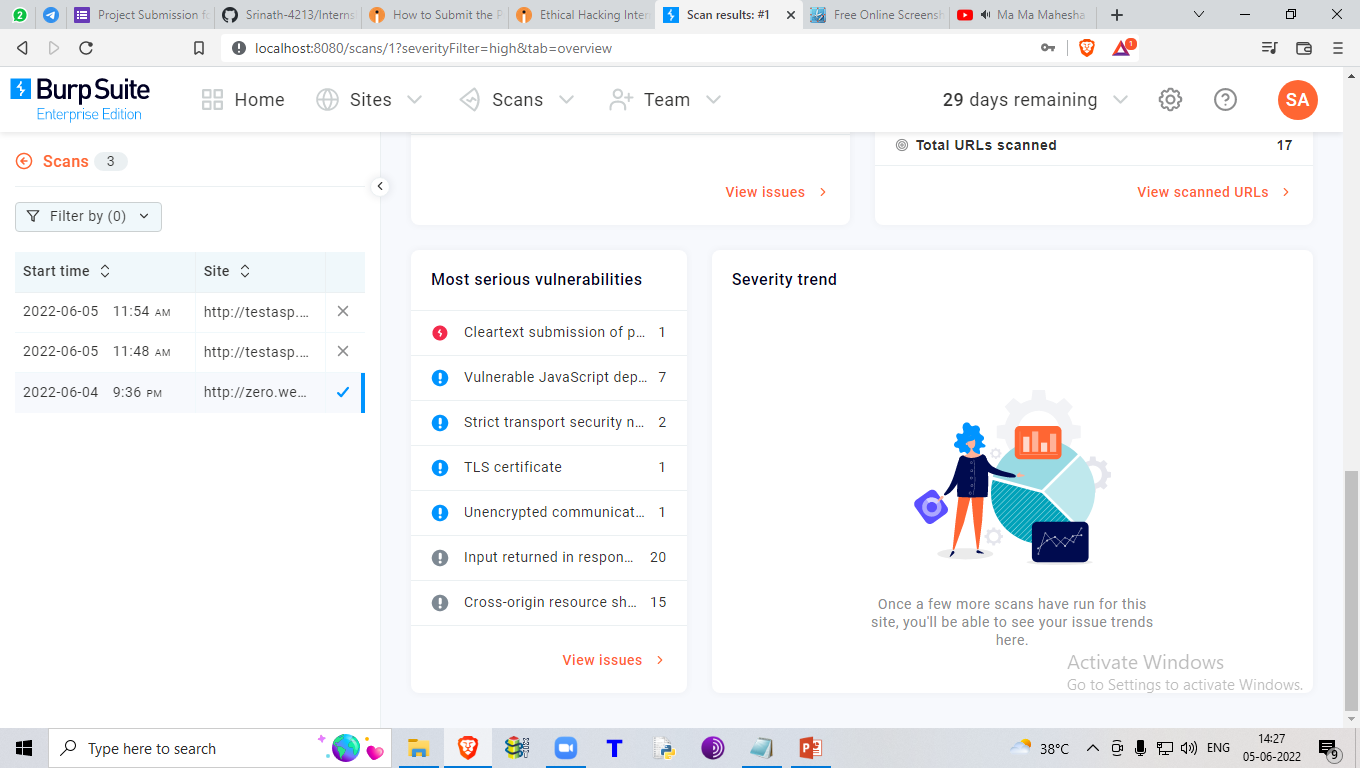 2
Project Submission fo
Srinath-4213/Interns
How to Submit the P
Ethical Hacking Inter
Scan results: #1
Free Online Screensh
Ma Ma Mahesha
localhost:8080/scans/1?severityFilter=high&tab=overview
1
Burp Suite
Enterprise Edition
Home
Sites
Scans
Team
29 days remaining
SA
Scans 3
Filter by (0)
Start time Site
2022-06-05 11:54 AM http://testasp....
2022-06-05 11:48 AM http://testasp....
2022-06-04 9:36 PM http://zero.we...
View issues
Total URLs scanned 17
View scanned URLs
Most serious vulnerabilities
Cleartext submission of p... 1
Vulnerable JavaScript dep... 7
Strict transport security n... 2
TLS certificate 1
Unencrypted communicat... 1
Input returned in respon... 20
Cross-origin resource sh... 15
View issues
Severity trend
Once a few more scans have run for this
site, you'll be able to see your issue trends
here.
Activate Windows
Go to Settings to activate Windows.
Type here to search
T
38°C
ENG
14:27
05-06-2022
9